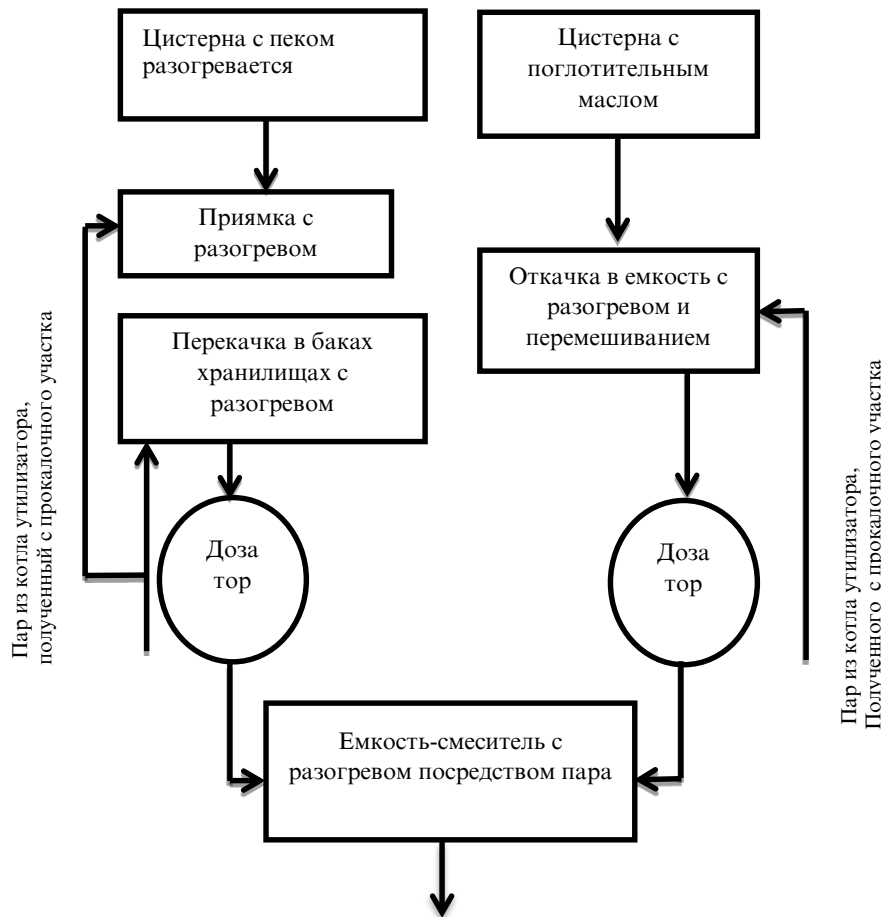 Цистерна с пеком
разогревается
Цистерна с
поглотительным
маслом
Приямка с
разогревом
Откачка в емкость с
разогревом и
перемешиванием
Перекачка в баках
хранилищах с
разогревом
Пар из котла утилизатора,
полученный с прокалочного участка
Доза
тор
Доза
тор
Пар из котла утилизатора,
Полученного с прокалочного участка
Емкость-смеситель с
разогревом посредством пара